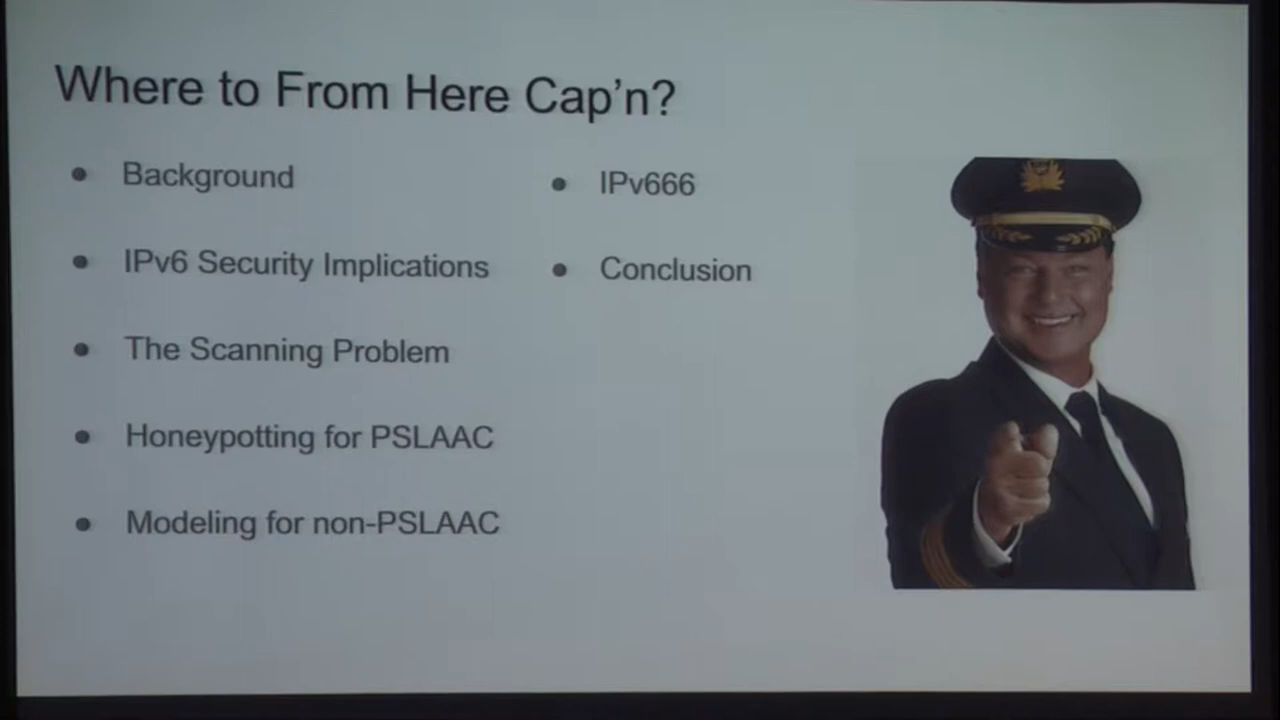 Where to From Here Cap'n?
Background
IPv6 Security Implications
The Scanning Problem
Honeypotting for PSLAAC
Modeling for non-PSLAAC
IPv666
Conclusion